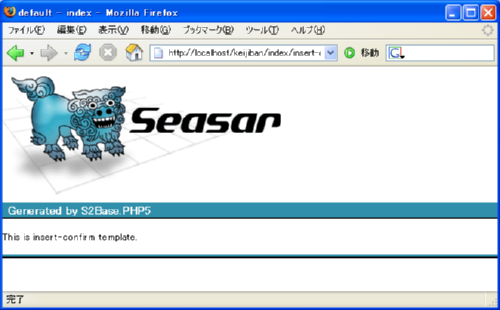 default - index - Mozilla Firefox
ファイル(F) 編集(E) 表示(V) 移動(G) ブックマーク(B) ツール(T) ヘルプ(H)
http://localhost/keijiban/index/insert-c 移動 G
Seasar
Generated by S2Base.PHP5
This is insert-confirm template.
完了